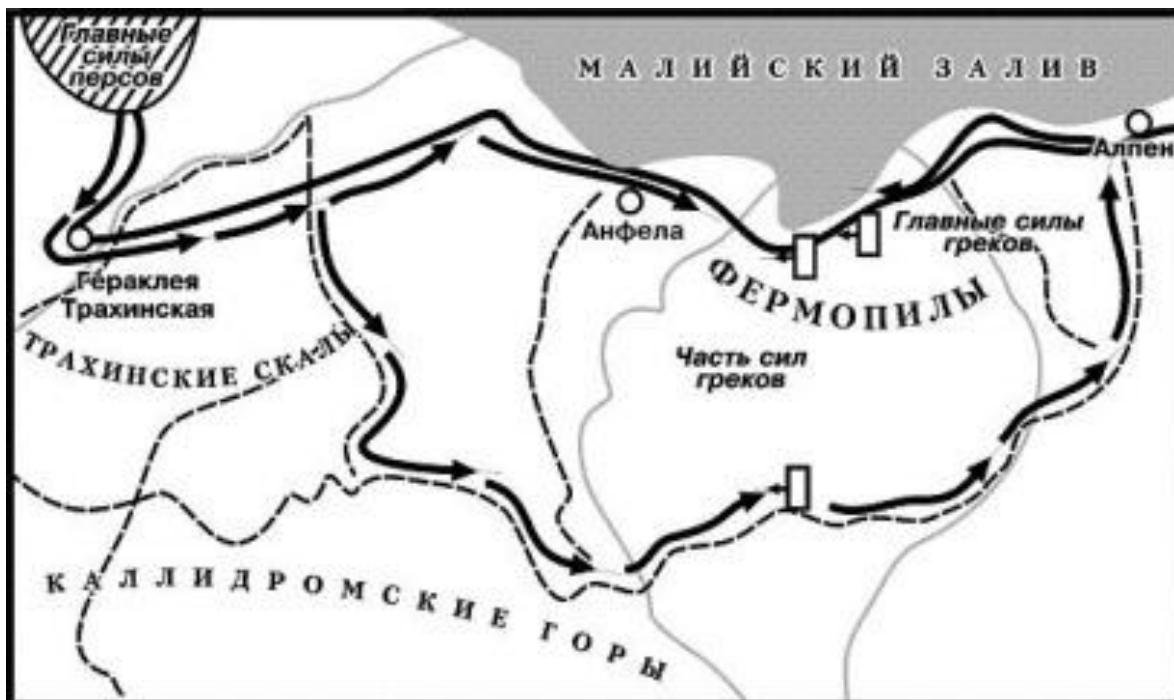 Главные
силы
персов
МАЛИЙСКИЙ ЗАЛИВ
Алпен
Анфела
Главные силы
греков
Гераклея
Трахинская
ФЕРМОПИЛЫ
ТРАХИНСКИЕ СКАЛЫ
Часть сил
греков
КАЛЛИДРОМСКИЕ ГОРЫ